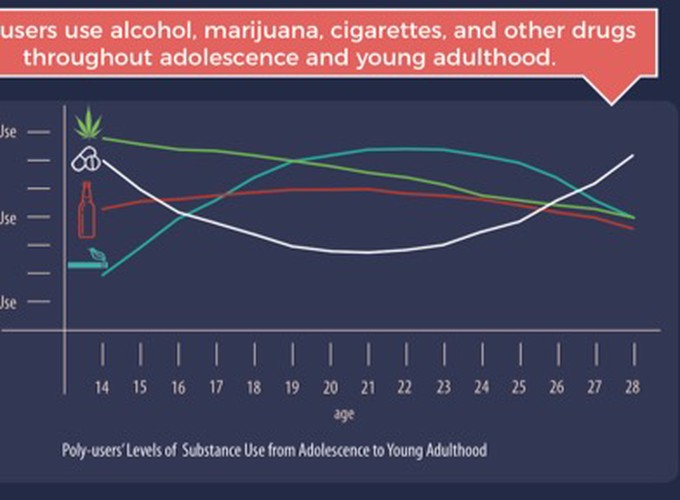 users use alcohol, marijuana, cigarettes, and other drugs
throughout adolescence and young adulthood.
Use
Use
Use
14 15 16 17 18 19 20 21 22 23 24 25 26 27 28
age
Poly-users' Levels of Substance Use from Adolescence to Young Adulthood